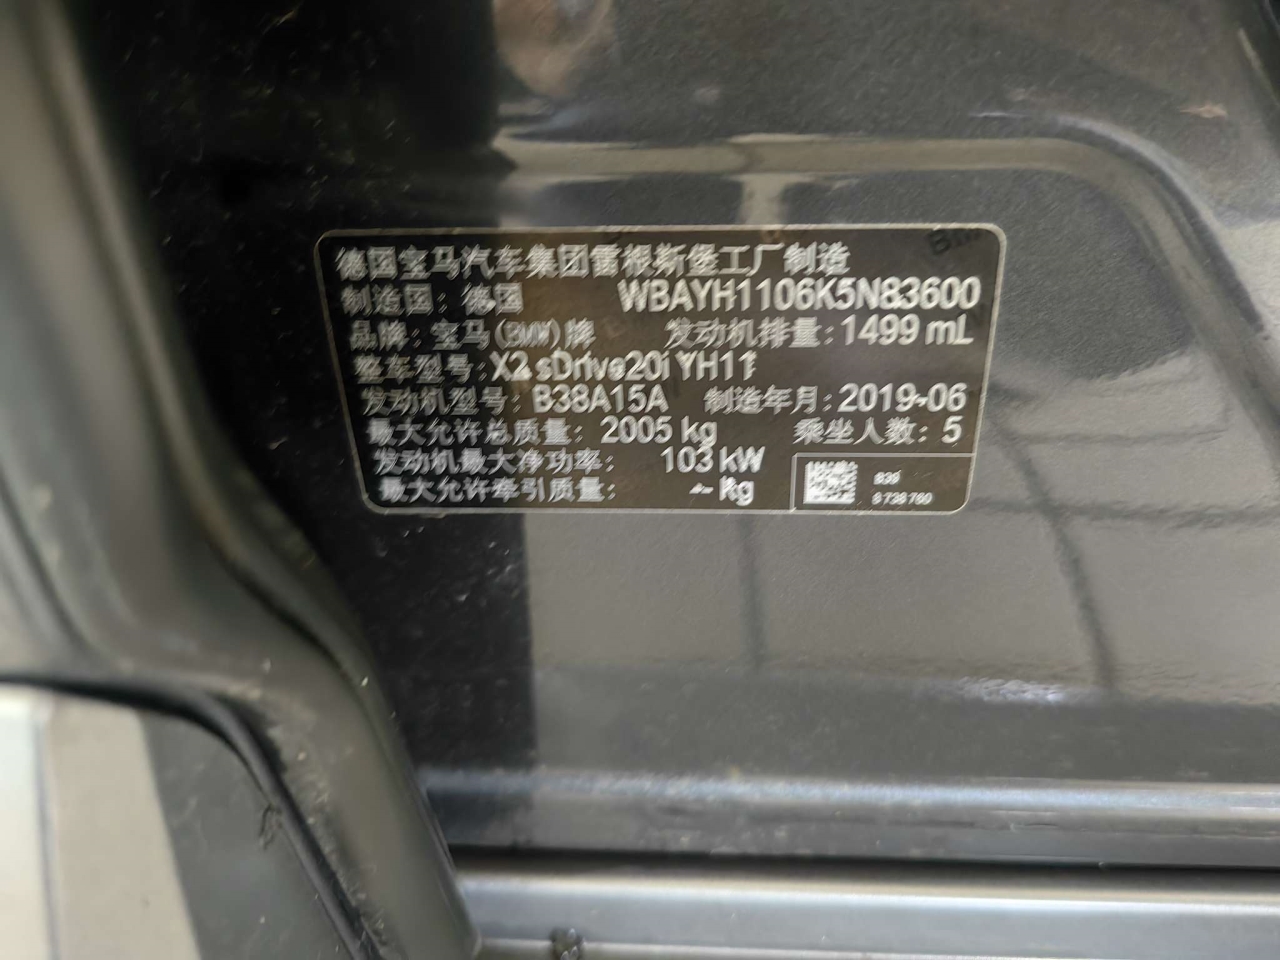 德国宝马汽车集团雷根斯堡工厂制造
制造国：德国 WBAYH1106K5N83600
品牌：宝马(BMW)牌 发动机排量：1499 mL
整车型号：X2 sDrive20i YH11
发动机型号：B38A15A 制造年月：2019-06
最大允许总质量：2005 kg 乘坐人数：5
发动机最大净功率：103 kW
最大允许牵引质量：-- kg
8738760